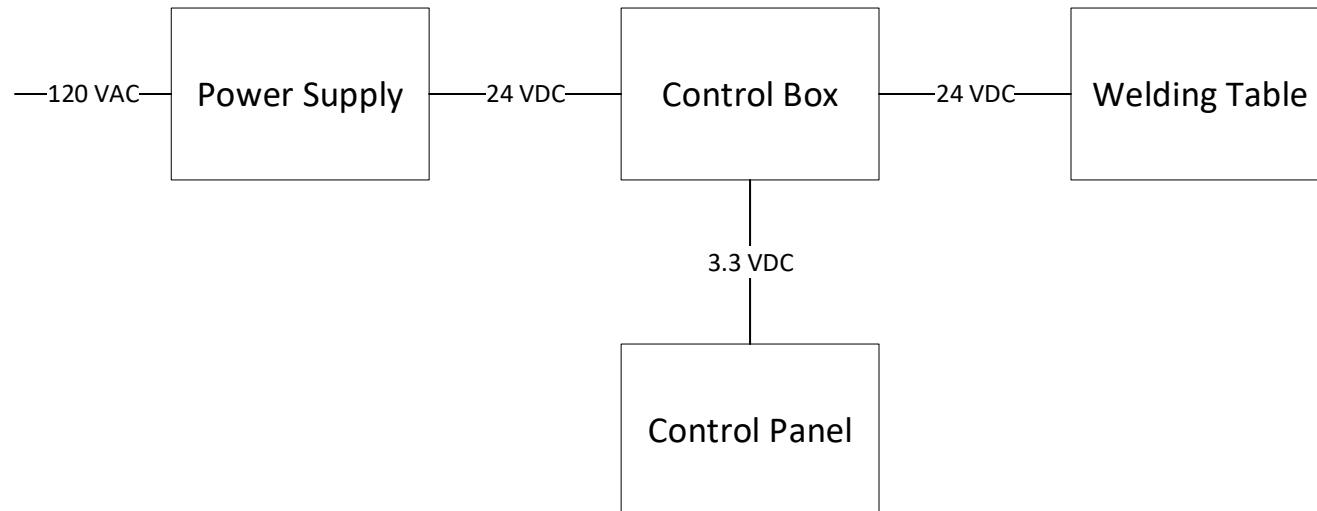 120 VAC
Power Supply
24 VDC
Control Box
24 VDC
Welding Table
3.3 VDC
Control Panel